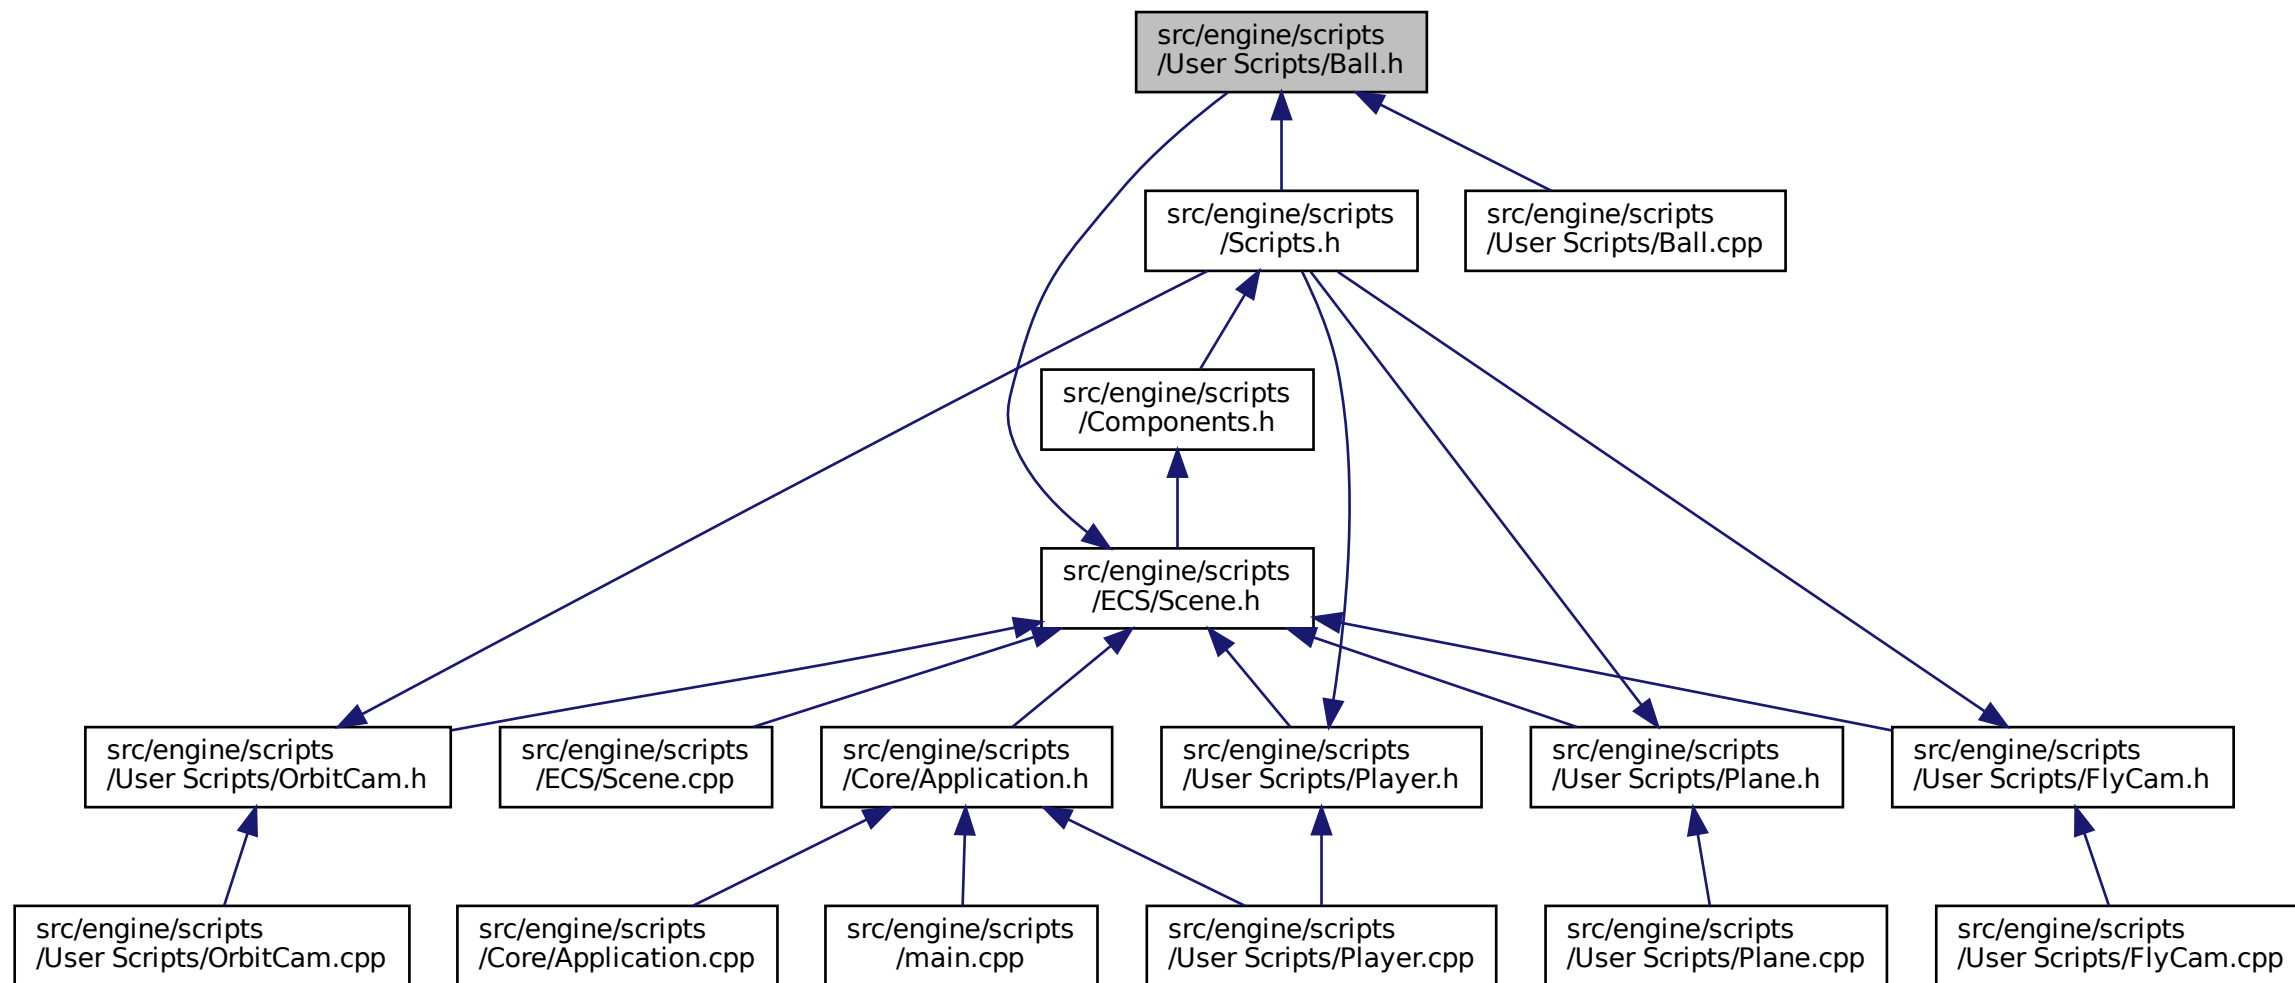 src/engine/scripts
/User Scripts/Ball.h
src/engine/scripts
/Scripts.h
src/engine/scripts
/User Scripts/Ball.cpp
src/engine/scripts
/Components.h
src/engine/scripts
/ECS/Scene.h
src/engine/scripts
/User Scripts/OrbitCam.h
src/engine/scripts
/ECS/Scene.cpp
src/engine/scripts
/Core/Application.h
src/engine/scripts
/User Scripts/Player.h
src/engine/scripts
/User Scripts/Plane.h
src/engine/scripts
/User Scripts/FlyCam.h
src/engine/scripts
/User Scripts/OrbitCam.cpp
src/engine/scripts
/Core/Application.cpp
src/engine/scripts
/main.cpp
src/engine/scripts
/User Scripts/Player.cpp
src/engine/scripts
/User Scripts/Plane.cpp
src/engine/scripts
/User Scripts/FlyCam.cpp